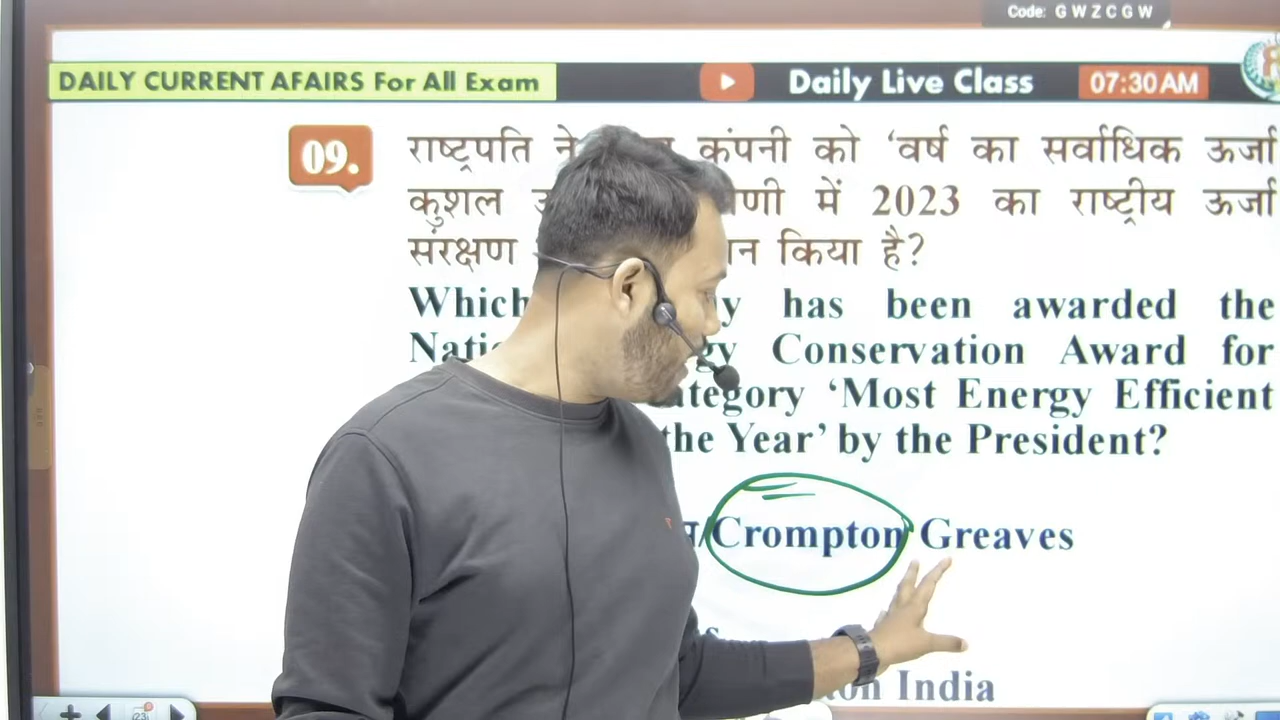 Code: G W Z C G W
DAILY CURRENT AFAIRS For All Exam
Daily Live Class
07:30 AM
09.
राष्ट्रपति ने कंपनी को ‘वर्ष का सर्वाधिक ऊर्जा
कुशल में 2023 का राष्ट्रीय ऊर्जा
संरक्षण किया है?
Which has been awarded the
Conservation Award for
‘Most Energy Efficient
the Year’ by the President?
Crompton Greaves
India